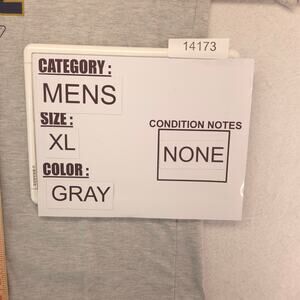 14173
CATEGORY :
MENS
SIZE :
XL
COLOR :
GRAY
CONDITION NOTES
NONE